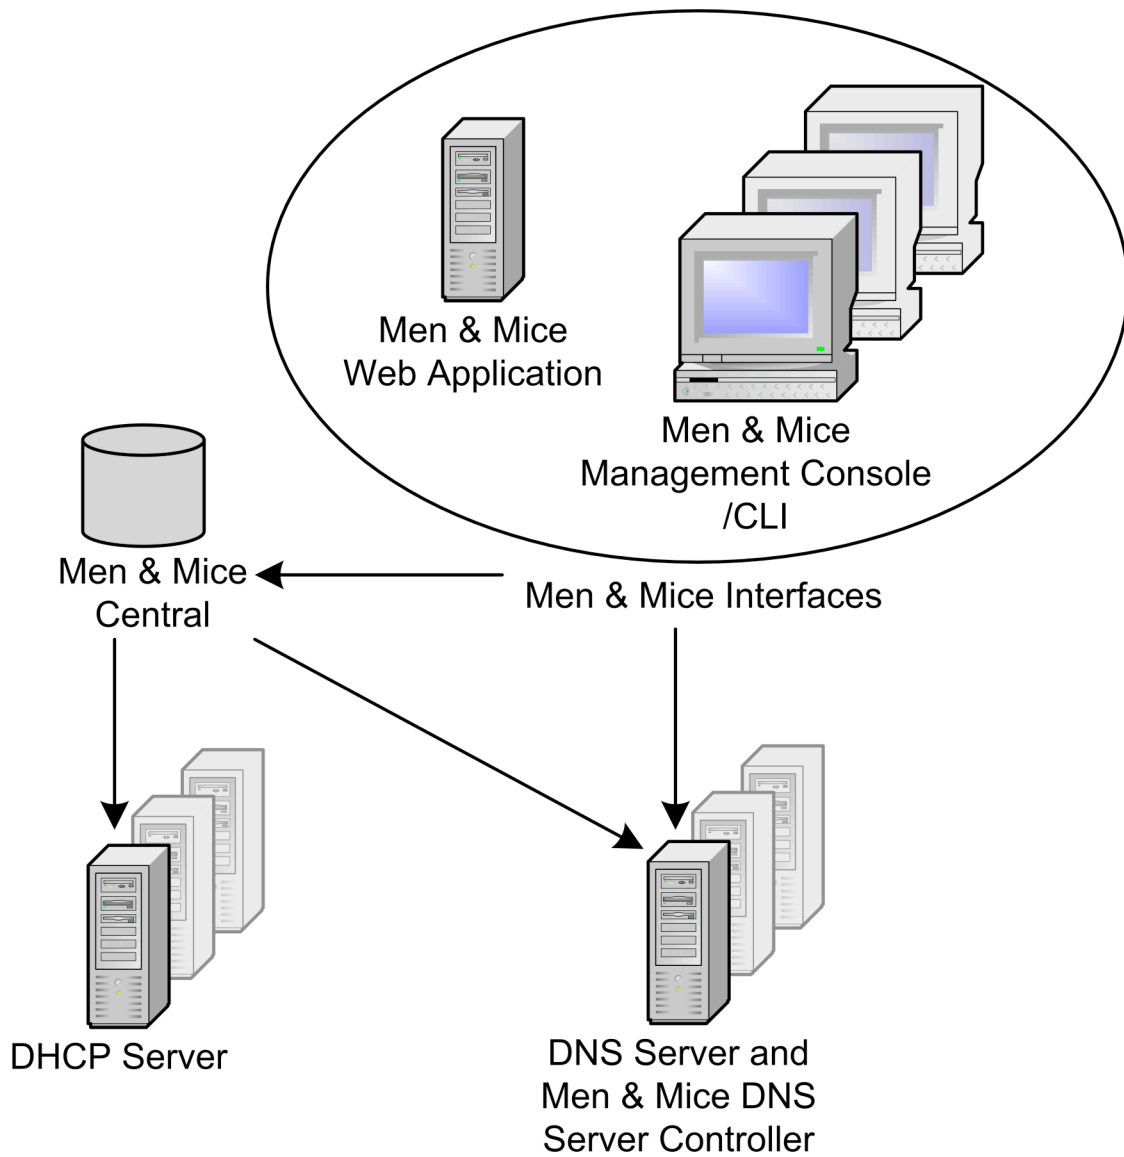 Men & Mice
Web Application
Men & Mice
Management Console
/CLI
Men & Mice
Central
Men & Mice Interfaces
DHCP Server
DNS Server and
Men & Mice DNS
Server Controller